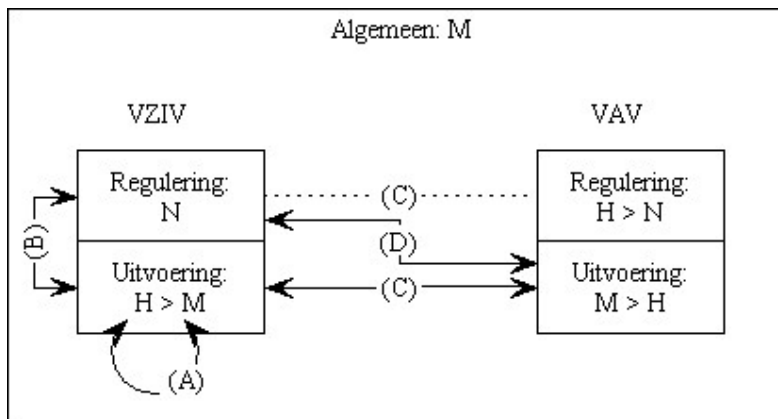 Algemeen: M
VZIV
VAV
Regulering:
N
(C)
Regulering:
H > N
(B)
(D)
Uitvoering:
H > M
(C)
Uitvoering:
M > H
(A)